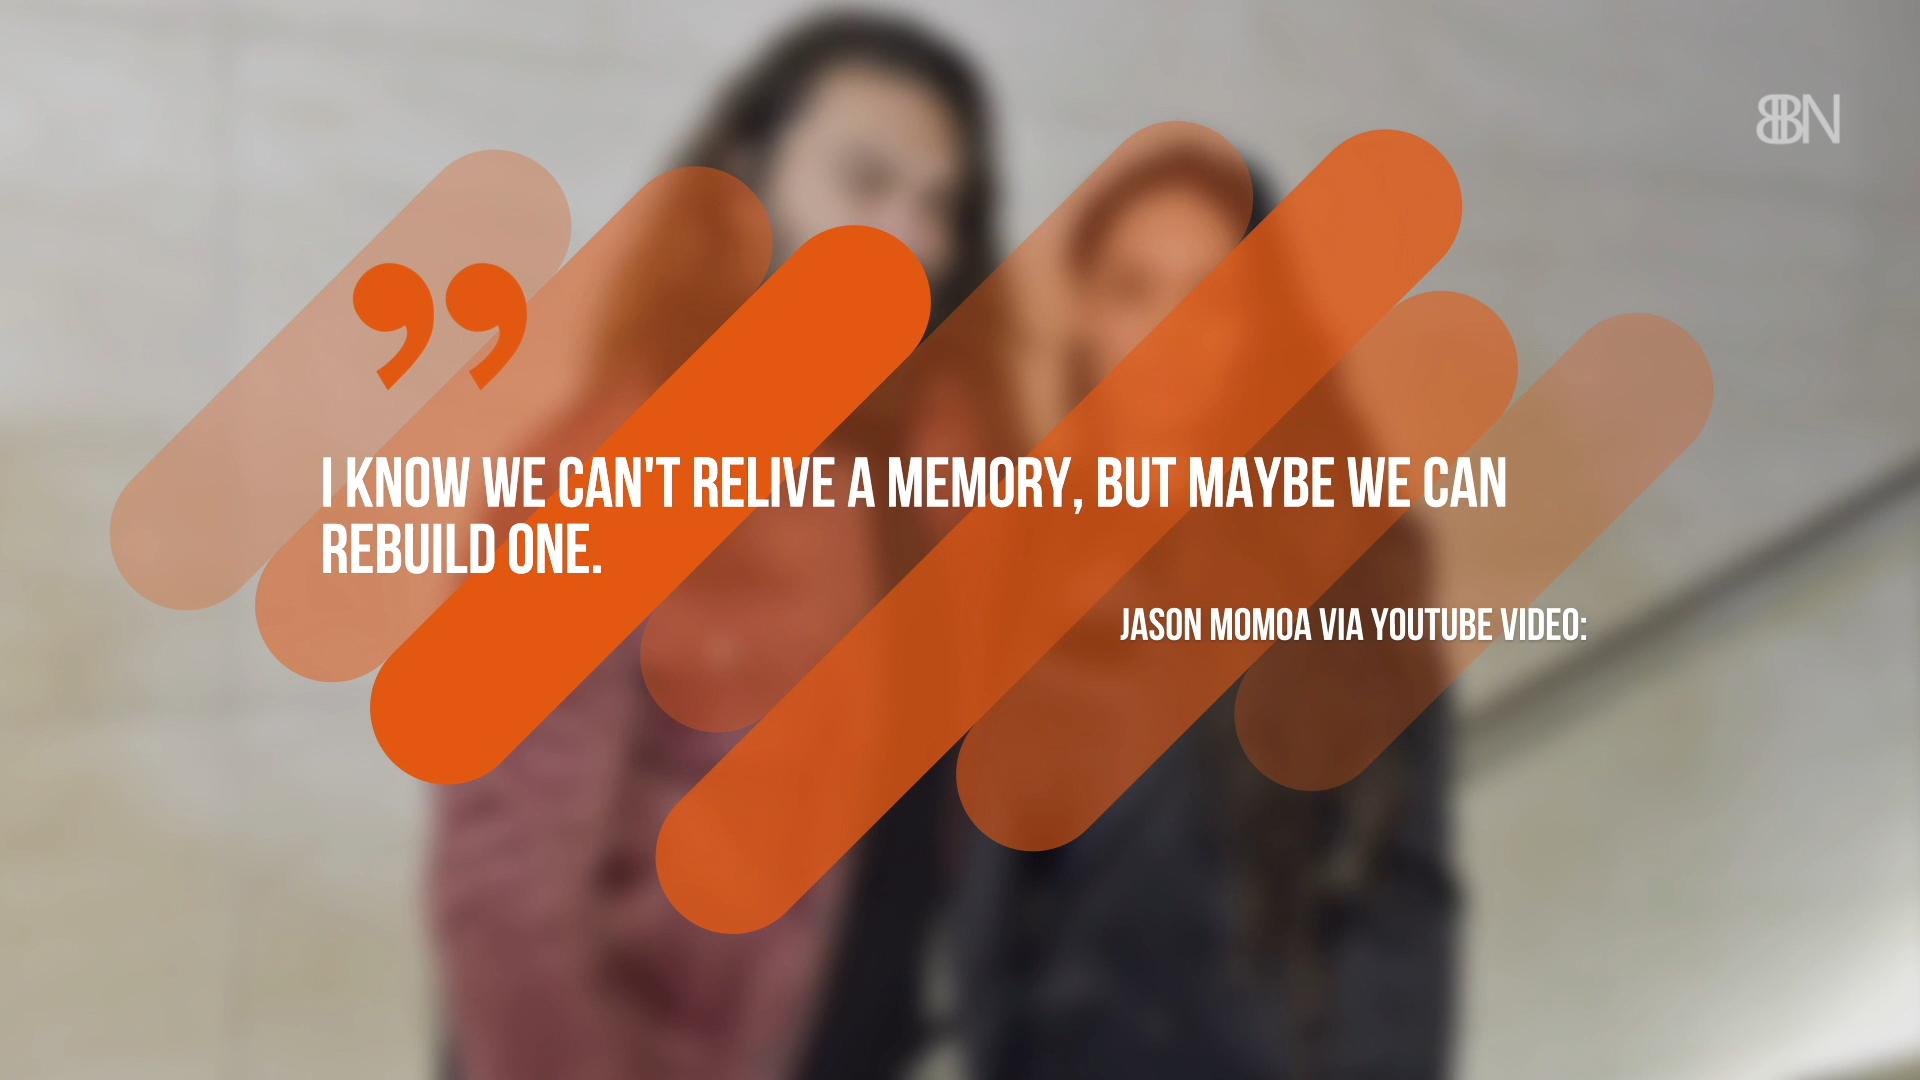 BBN
I KNOW WE CAN'T RELIVE A MEMORY, BUT MAYBE WE CAN
REBUILD ONE.
JASON MOMOA VIA YOUTUBE VIDEO: